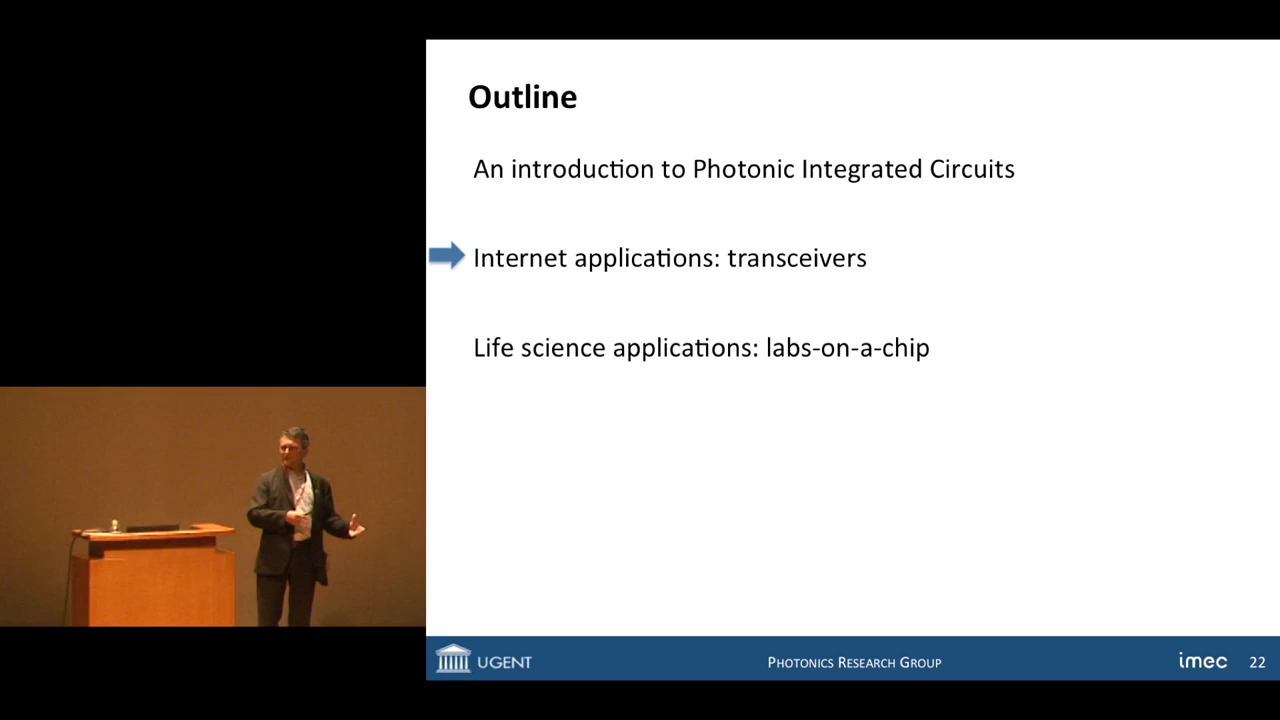 Outline
An introduction to Photonic Integrated Circuits
Internet applications: transceivers
Life science applications: labs-on-a-chip
UGENT
PHOTONICS RESEARCH GROUP
imec
22